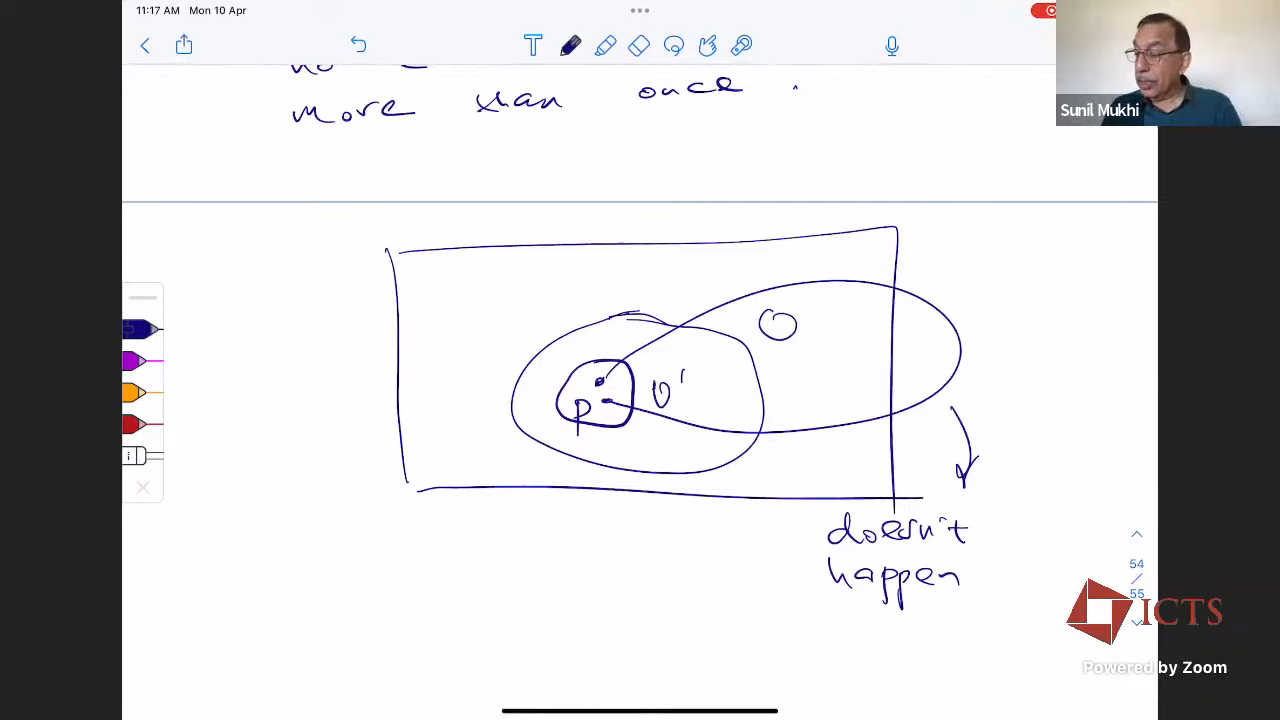 11:17 AM Mon 10 Apr
Sunil Mukhi
more than once .
O
O'
P
doesn't
happen
54
/
55
ICTS
Powered by Zoom